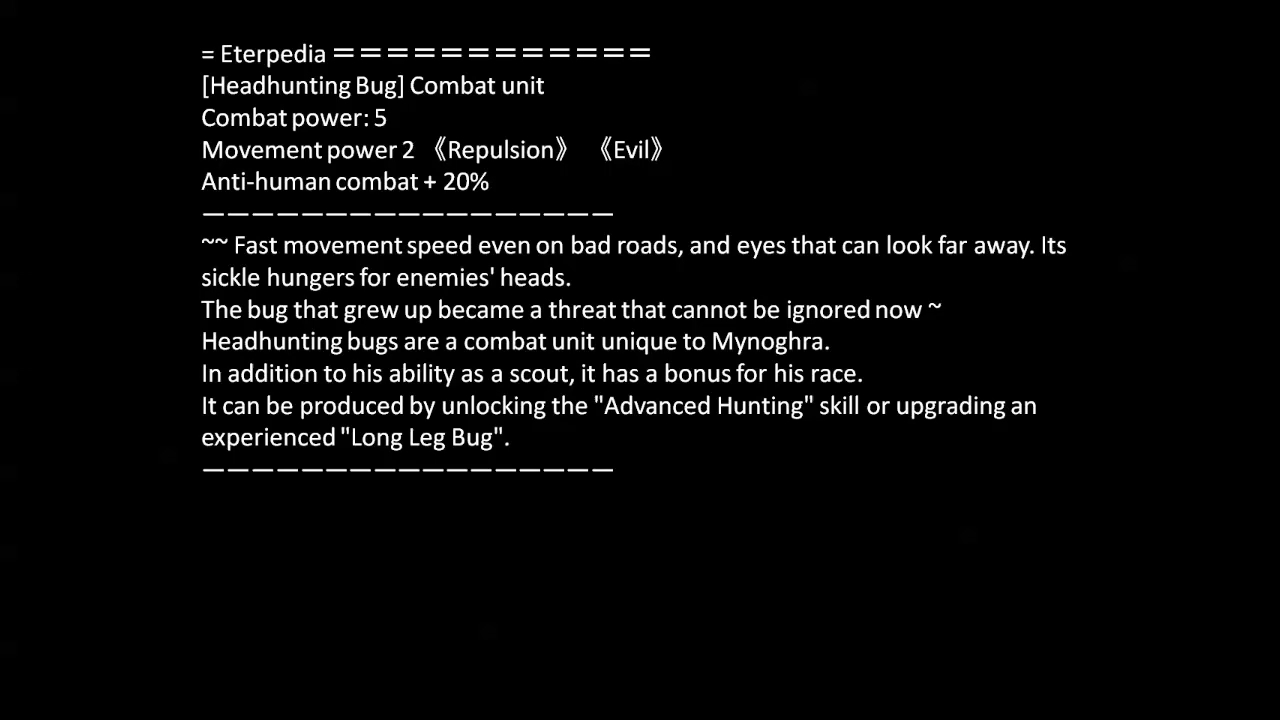 = Eterpedia ＝＝＝＝＝＝＝＝＝＝＝＝
[Headhunting Bug] Combat unit
Combat power: 5
Movement power 2 《Repulsion》 《Evil》
Anti-human combat + 20%
—————————————————
~~ Fast movement speed even on bad roads, and eyes that can look far away. Its
sickle hungers for enemies' heads.
The bug that grew up became a threat that cannot be ignored now ~
Headhunting bugs are a combat unit unique to Mynoghra.
In addition to his ability as a scout, it has a bonus for his race.
It can be produced by unlocking the "Advanced Hunting" skill or upgrading an
experienced "Long Leg Bug".
—————————————————